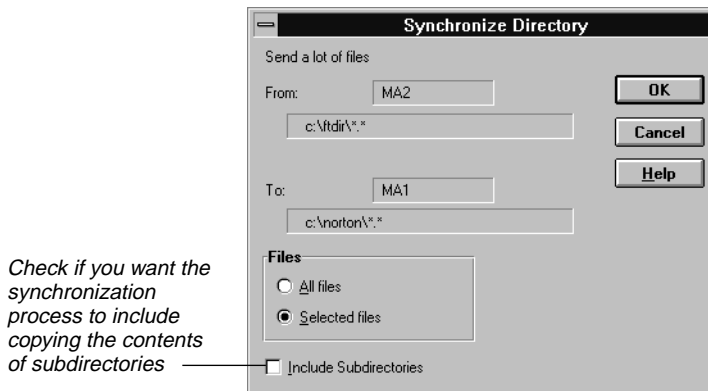 Synchronize Directory
Send a lot of files
From:
MA2
OK
c:\ftdir\*.*
Cancel
Help
To:
MA1
c:\norton\*.*
Files
All files
Selected files
Check if you want the
synchronization
process to include
copying the contents
of subdirectories
Include Subdirectories